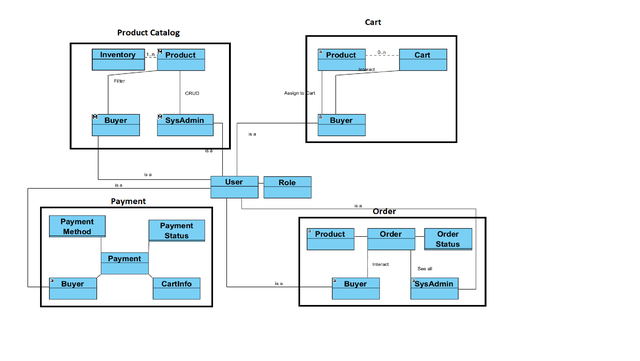 Product Catalog
Cart
Inventory
1..n
Product
Filter
CRUD
Buyer
SysAdmin
is a
Product
0..n
Cart
Interact
Assign to Cart
Buyer
is a
is a
User
Role
is a
is a
Payment
Payment
Method
Payment
Status
Payment
Buyer
CartInfo
is a
Order
Product
Order
Order
Status
Interact
See all
Buyer
SysAdmin